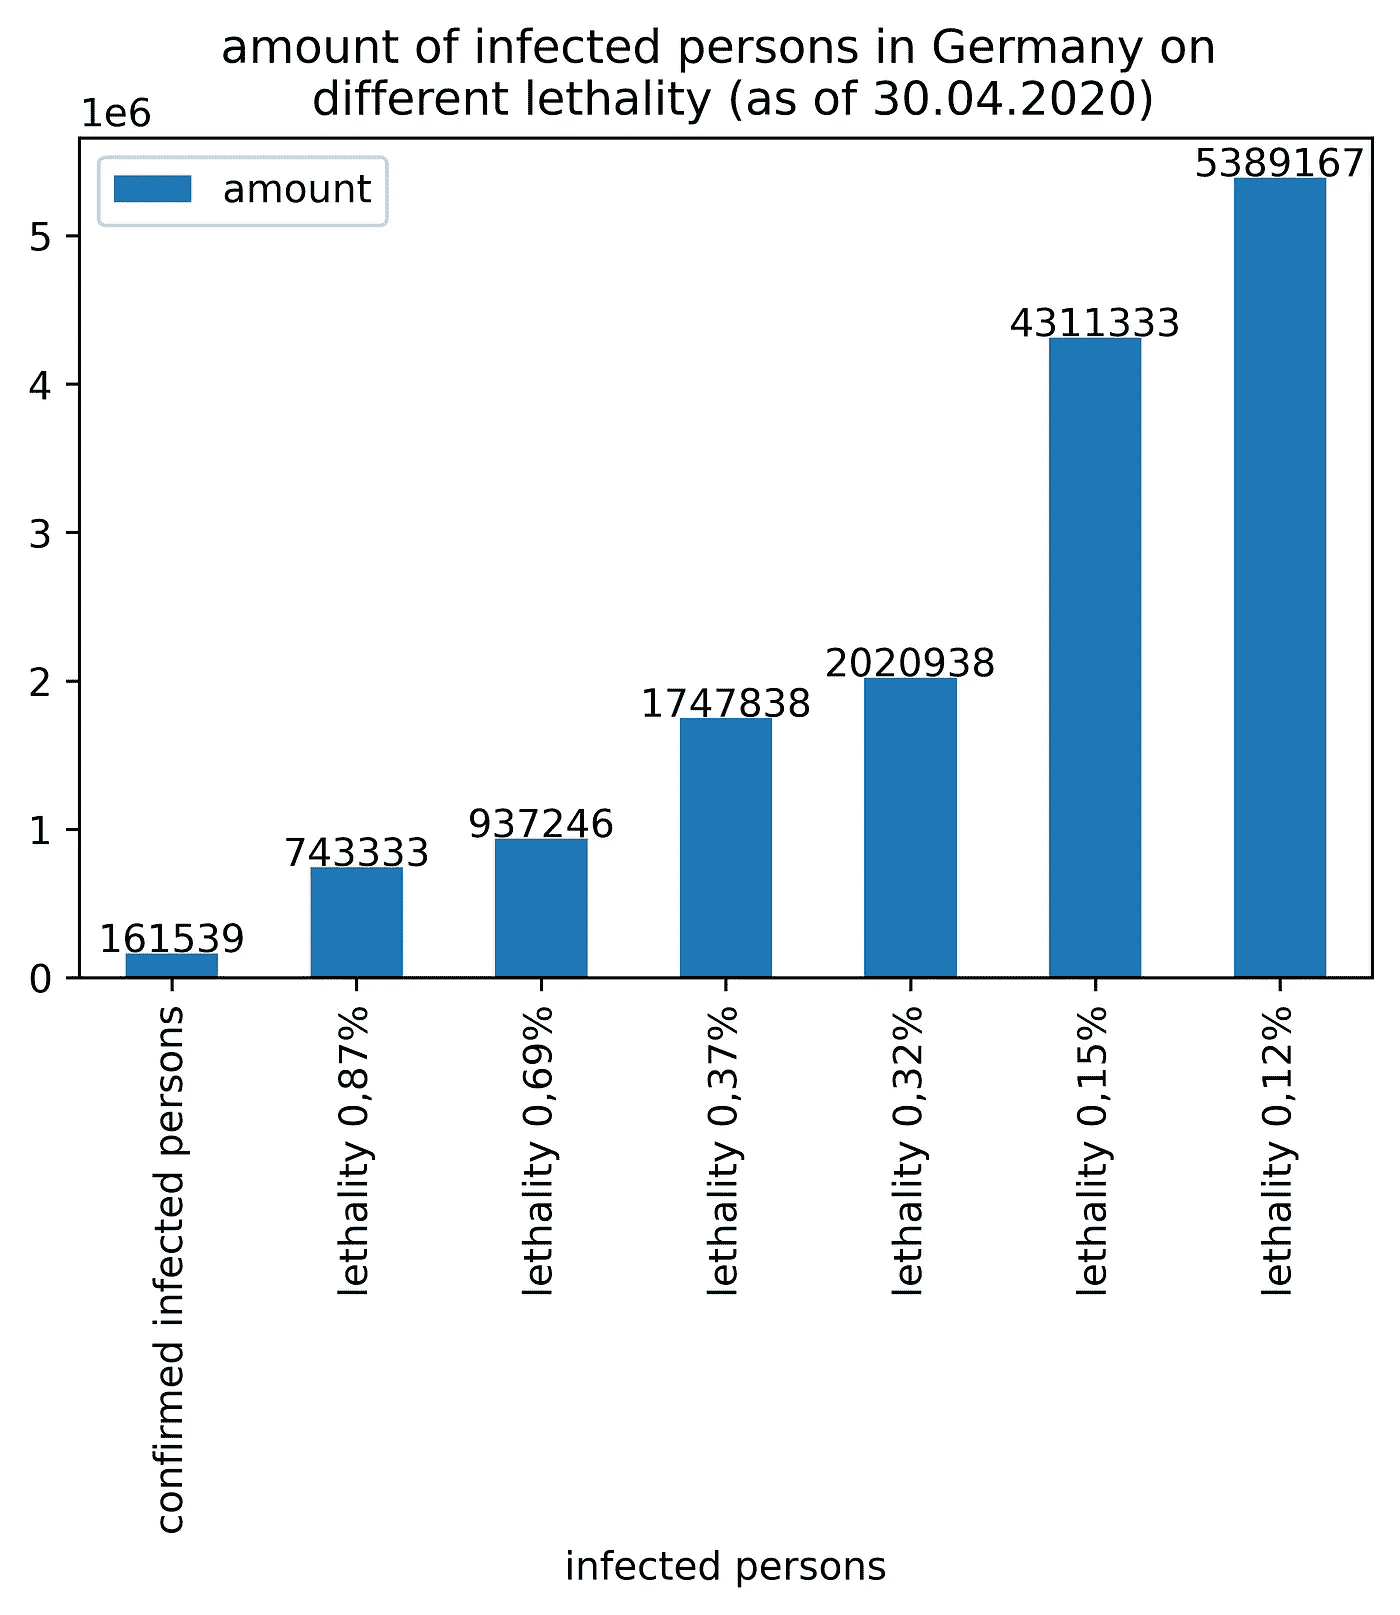 amount of infected persons in Germany on
different lethality (as of 30.04.2020)
1e6
amount
5
4
3
2
1
0
161539
743333
937246
1747838
2020938
4311333
5389167
confirmed infected persons
lethality 0,87%
lethality 0,69%
lethality 0,37%
lethality 0,32%
lethality 0,15%
lethality 0,12%
infected persons